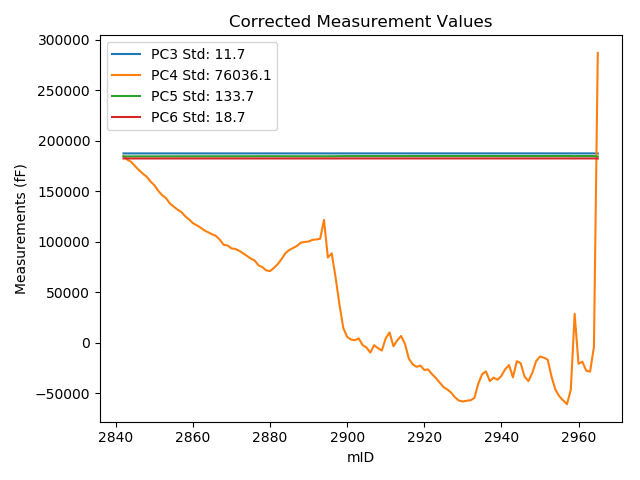 Corrected Measurement Values
PC3 Std: 11.7
PC4 Std: 76036.1
PC5 Std: 133.7
PC6 Std: 18.7
Measurements (fF)
300000
250000
200000
150000
100000
50000
0
−50000
2840 2860 2880 2900 2920 2940 2960
mID